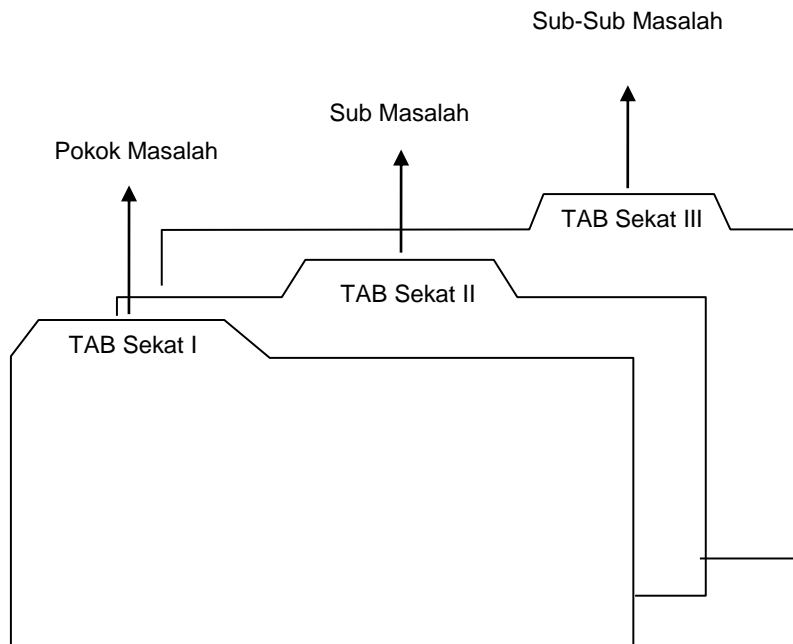 Sub-Sub Masalah
Sub Masalah
Pokok Masalah
TAB Sekat III
TAB Sekat II
TAB Sekat I